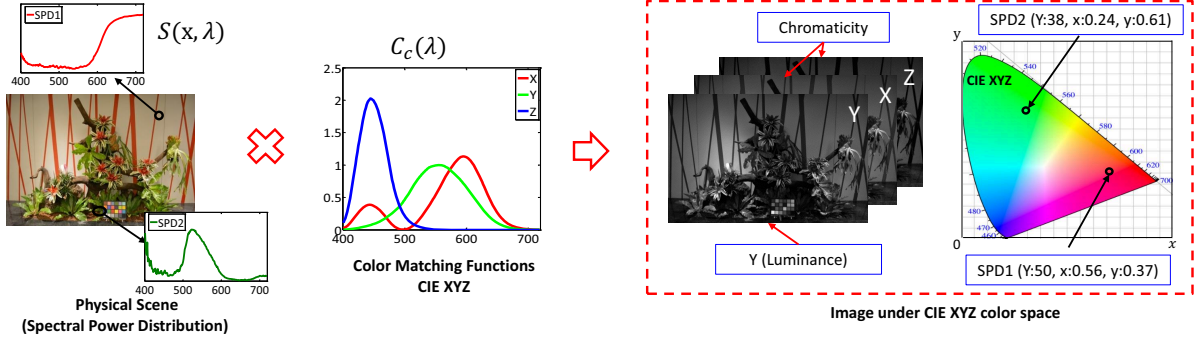 SPD1
400 500 600 700
S(x, λ)
SPD2
400 500 600 700
Physical Scene
(Spectral Power Distribution)
C_c(λ)
2.5
2
1.5
1
0.5
0
400 500 600 700
X
Y
Z
Color Matching Functions
CIE XYZ
Chromaticity
Y
X
Z
Y (Luminance)
SPD2 (Y:38, x:0.24, y:0.61)
y
CIE XYZ
520
540
560
580
600
620
700
480
470
460
0
x
SPD1 (Y:50, x:0.56, y:0.37)
Image under CIE XYZ color space